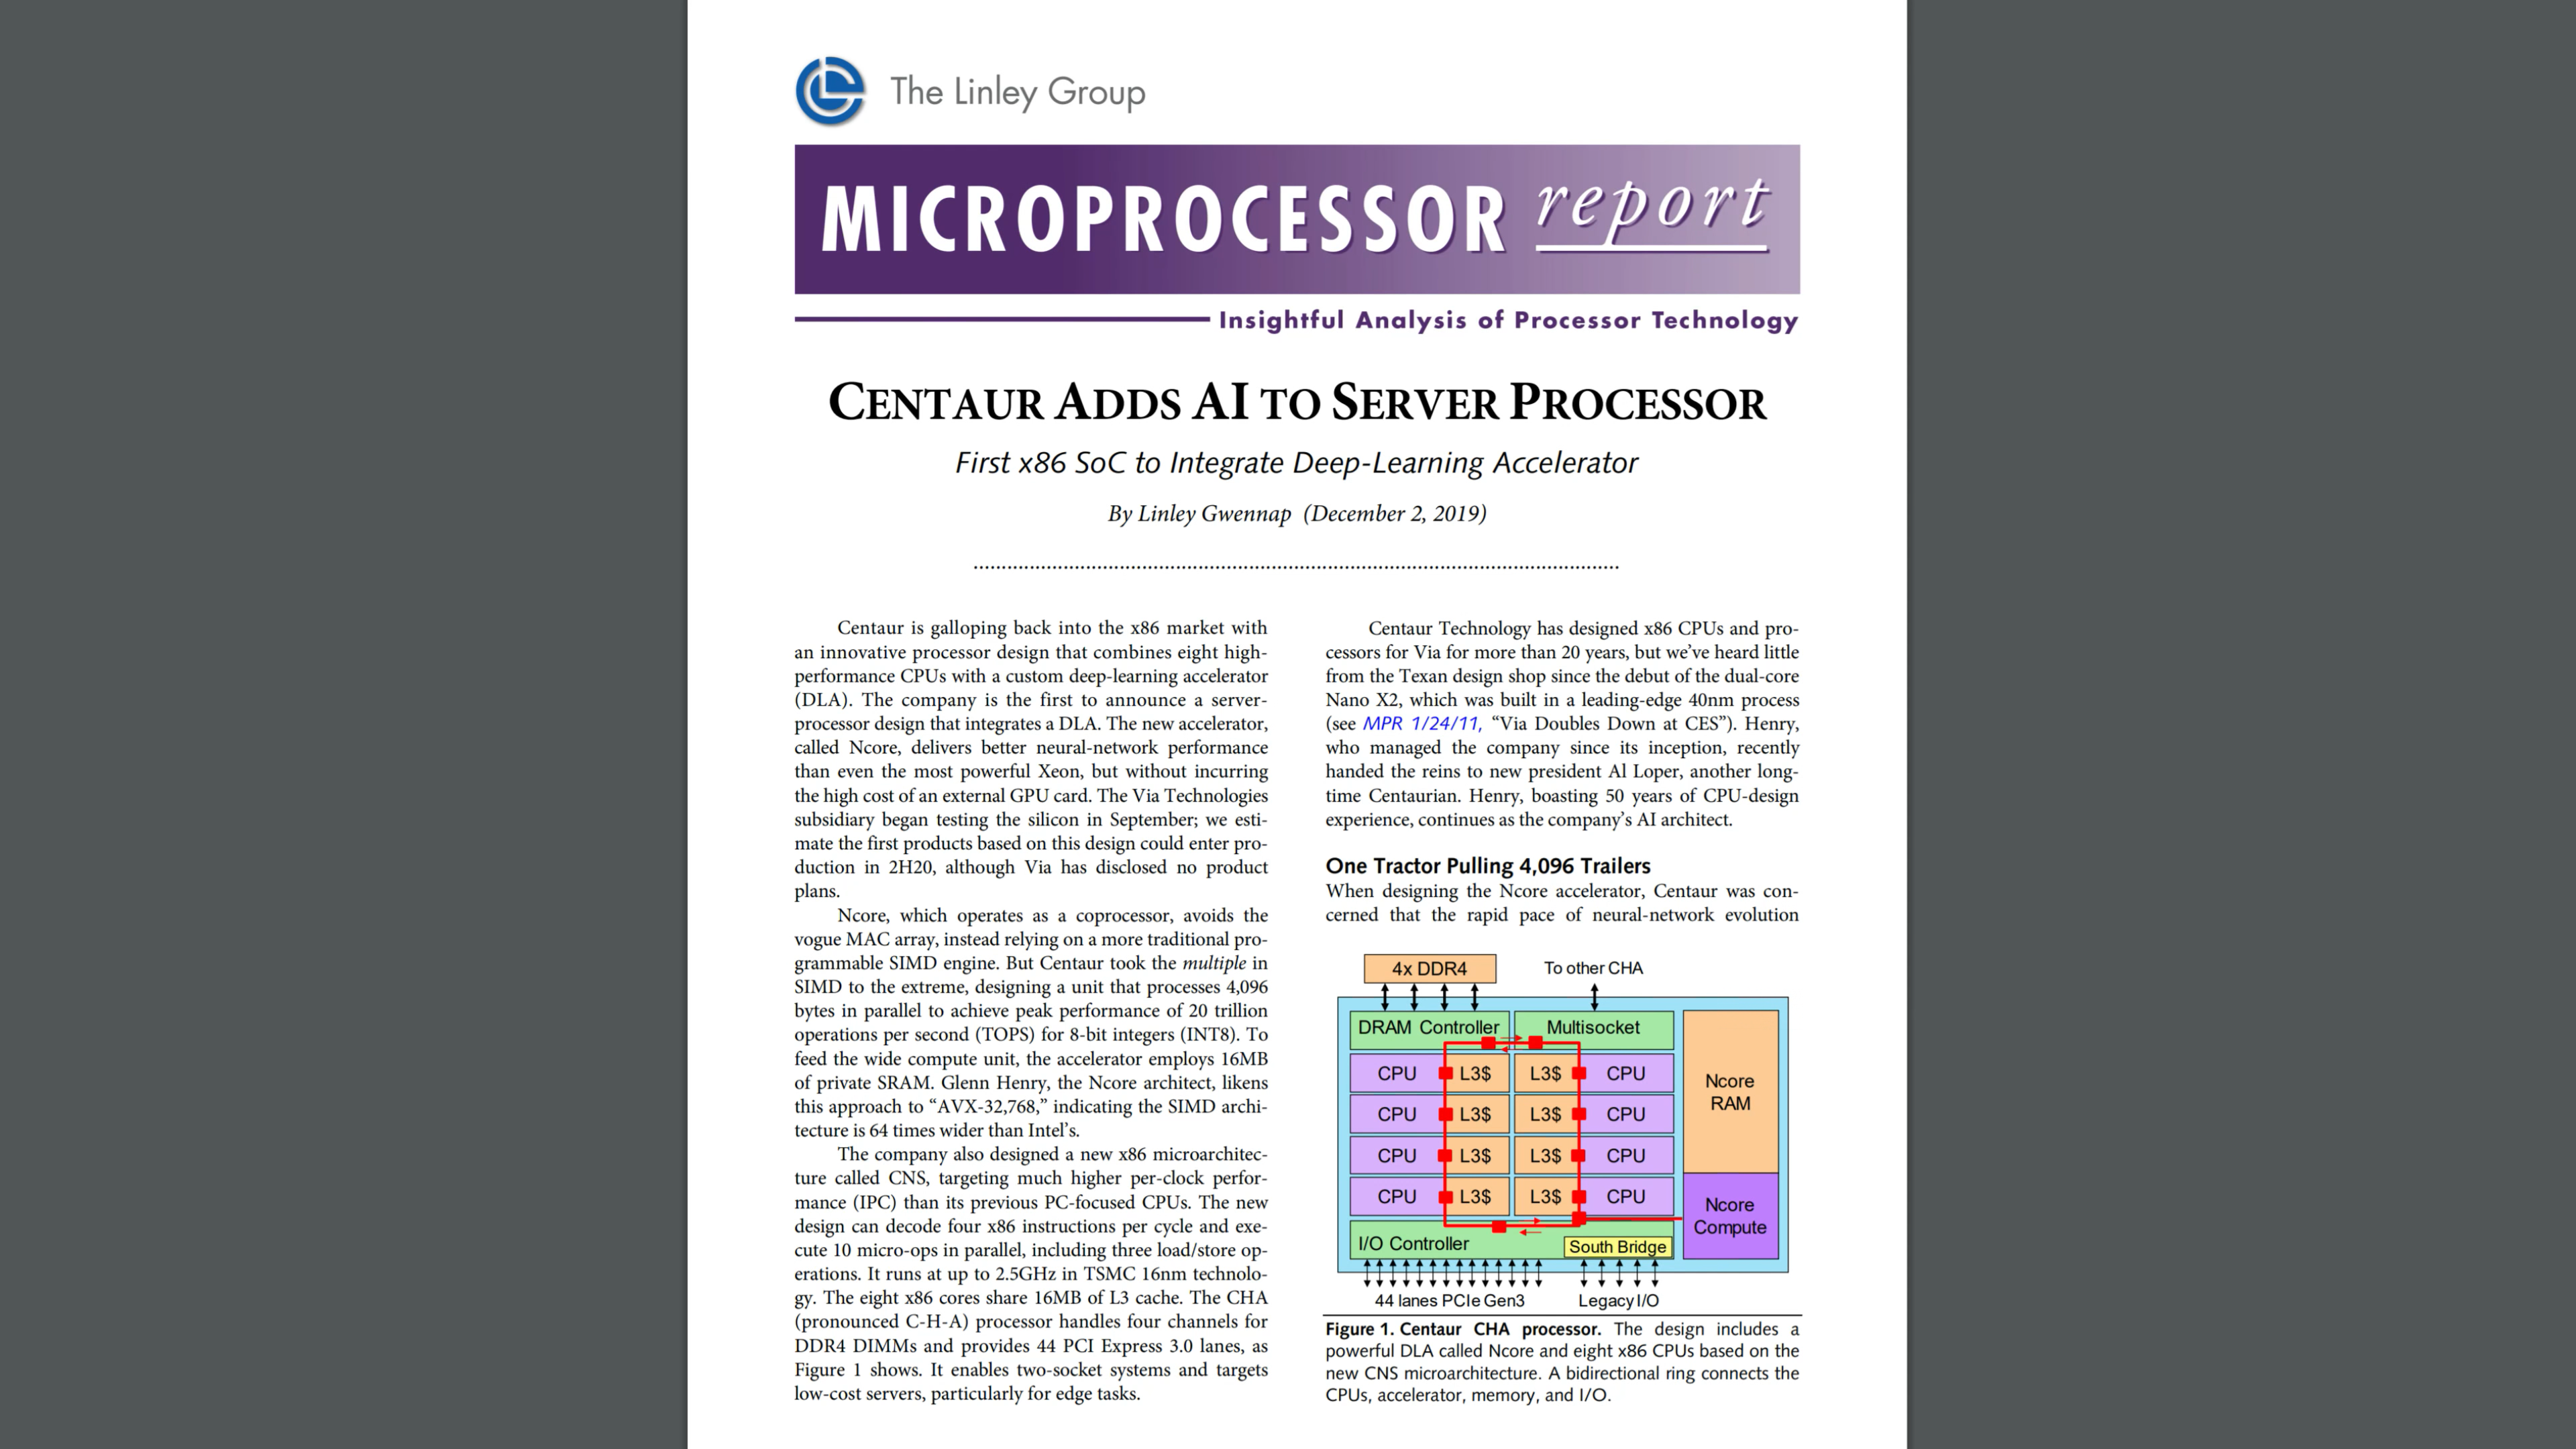 The Linley Group
MICROPROCESSOR report
Insightful Analysis of Processor Technology
CENTAUR ADDS AI TO SERVER PROCESSOR
First x86 SoC to Integrate Deep-Learning Accelerator
By Linley Gwennap (December 2, 2019)
Centaur is galloping back into the x86 market with
an innovative processor design that combines eight high-
performance CPUs with a custom deep-learning accelerator
(DLA). The company is the first to announce a server-
processor design that integrates a DLA. The new accelerator,
called Ncore, delivers better neural-network performance
than even the most powerful Xeon, but without incurring
the high cost of an external GPU card. The Via Technologies
subsidiary began testing the silicon in September; we esti-
mate the first products based on this design could enter pro-
duction in 2H20, although Via has disclosed no product
plans.
Ncore, which operates as a coprocessor, avoids the
vogue MAC array, instead relying on a more traditional pro-
grammable SIMD engine. But Centaur took the multiple in
SIMD to the extreme, designing a unit that processes 4,096
bytes in parallel to achieve peak performance of 20 trillion
operations per second (TOPS) for 8-bit integers (INT8). To
feed the wide compute unit, the accelerator employs 16MB
of private SRAM. Glenn Henry, the Ncore architect, likens
this approach to “AVX-32,768,” indicating the SIMD archi-
tecture is 64 times wider than Intel’s.
The company also designed a new x86 microarchitec-
ture called CNS, targeting much higher per-clock perfor-
mance (IPC) than its previous PC-focused CPUs. The new
design can decode four x86 instructions per cycle and exe-
cute 10 micro-ops in parallel, including three load/store op-
erations. It runs at up to 2.5GHz in TSMC 16nm technolo-
gy. The eight x86 cores share 16MB of L3 cache. The CHA
(pronounced C-H-A) processor handles four channels for
DDR4 DIMMs and provides 44 PCI Express 3.0 lanes, as
Figure 1 shows. It enables two-socket systems and targets
low-cost servers, particularly for edge tasks.
Centaur Technology has designed x86 CPUs and pro-
cessors for Via for more than 20 years, but we’ve heard little
from the Texan design shop since the debut of the dual-core
Nano X2, which was built in a leading-edge 40nm process
(see MPR 1/24/11, “Via Doubles Down at CES”). Henry,
who managed the company since its inception, recently
handed the reins to new president Al Loper, another long-
time Centaurian. Henry, boasting 50 years of CPU-design
experience, continues as the company’s AI architect.
One Tractor Pulling 4,096 Trailers
When designing the Ncore accelerator, Centaur was con-
cerned that the rapid pace of neural-network evolution
4x DDR4 To other CHA
DRAM Controller Multisocket
CPU L3$ L3$ CPU
CPU L3$ L3$ CPU
CPU L3$ L3$ CPU
CPU L3$ L3$ CPU
Ncore
RAM
Ncore
Compute
I/O Controller South Bridge
44 lanes PCIe Gen3 Legacy I/O
Figure 1. Centaur CHA processor. The design includes a
powerful DLA called Ncore and eight x86 CPUs based on the
new CNS microarchitecture. A bidirectional ring connects the
CPUs, accelerator, memory, and I/O.